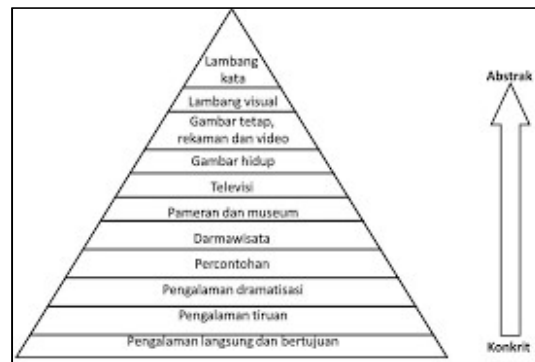 Lambang
kata
Lambang visual
Gambar tetap,
rekaman dan video
Gambar hidup
Televisi
Pameran dan museum
Darmawisata
Percontohan
Pengalaman dramatisasi
Pengalaman tiruan
Pengalaman langsung dan bertujuan
Abstrak
Konkrit